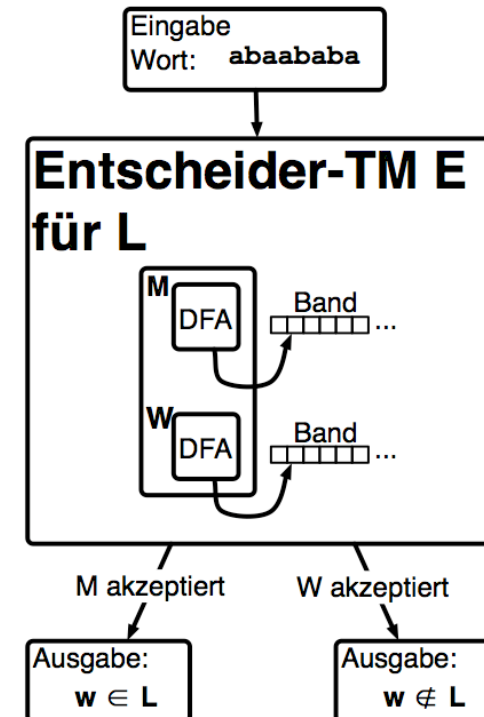 Eingabe
Wort: abaababa
Entscheider-TM E
für L
M
DFA
Band
...
W
DFA
Band
...
M akzeptiert
W akzeptiert
Ausgabe:
w ∈ L
Ausgabe:
w ∉ L